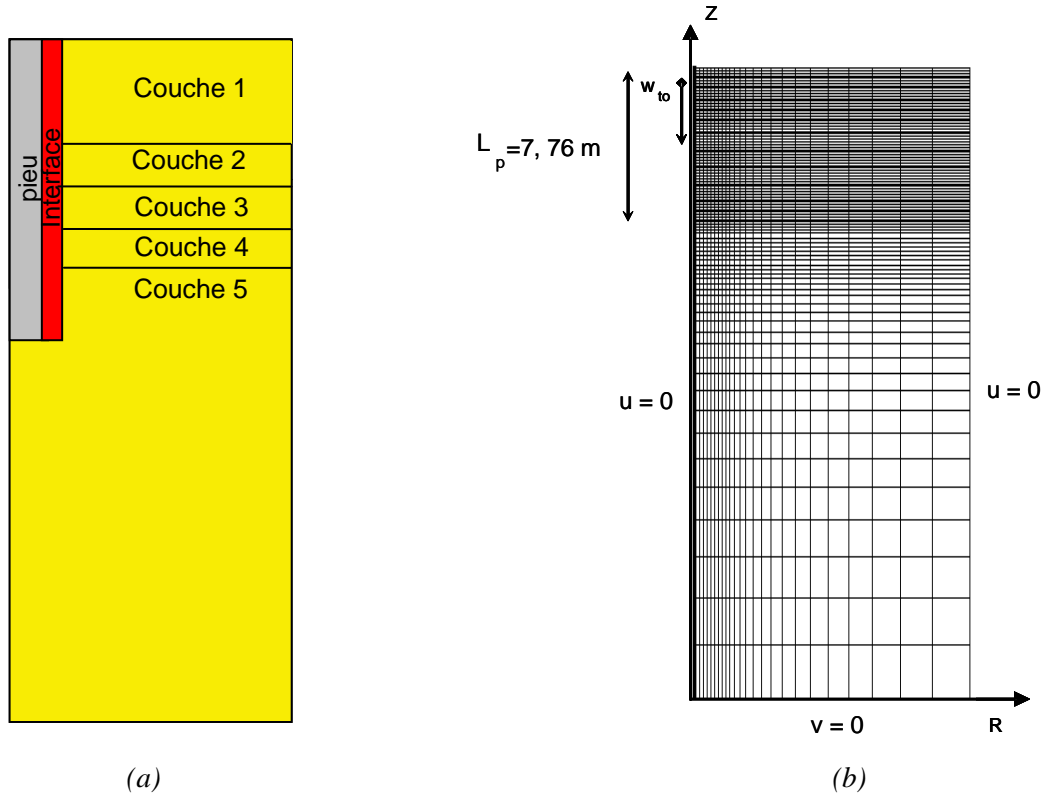 Couche 1
Couche 2
Couche 3
Couche 4
Couche 5
pieu
Interface
(a)
Z
w to
L p =7, 76 m
u = 0
u = 0
v = 0
R
(b)